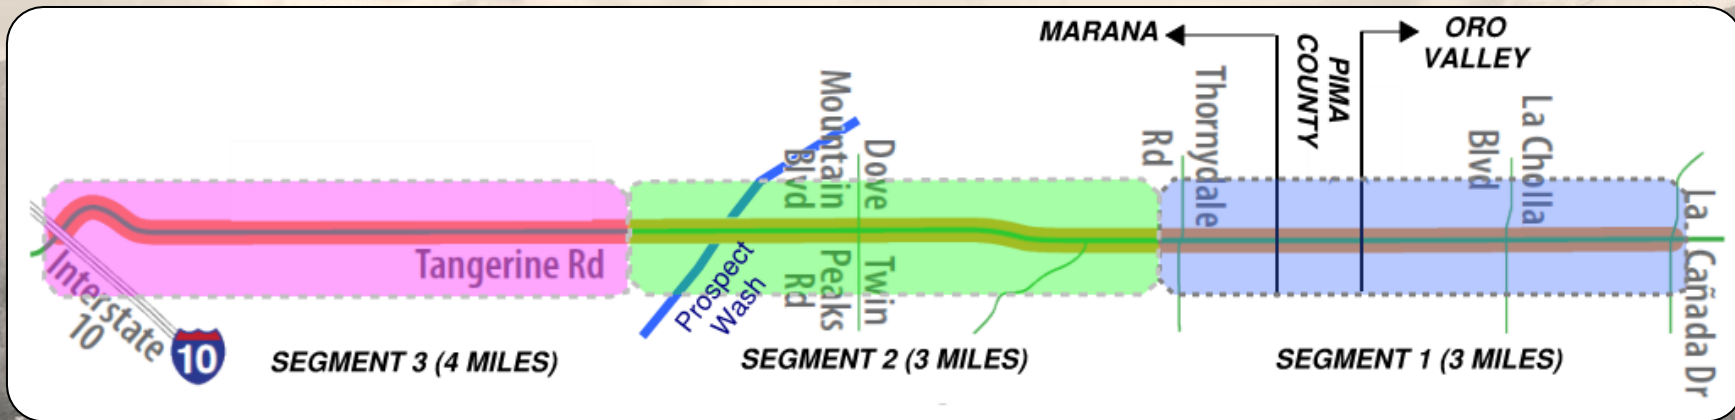 MARANA
PIMA
COUNTY
ORO
VALLEY
Mountain
Blvd
Dove
Thornydale
Rd
La Cholla
Blvd
La Cañada Dr
Tangerine Rd
Interstate
10
10
Prospect
Wash
Peaks
Rd
Twin
SEGMENT 3 (4 MILES)
SEGMENT 2 (3 MILES)
SEGMENT 1 (3 MILES)